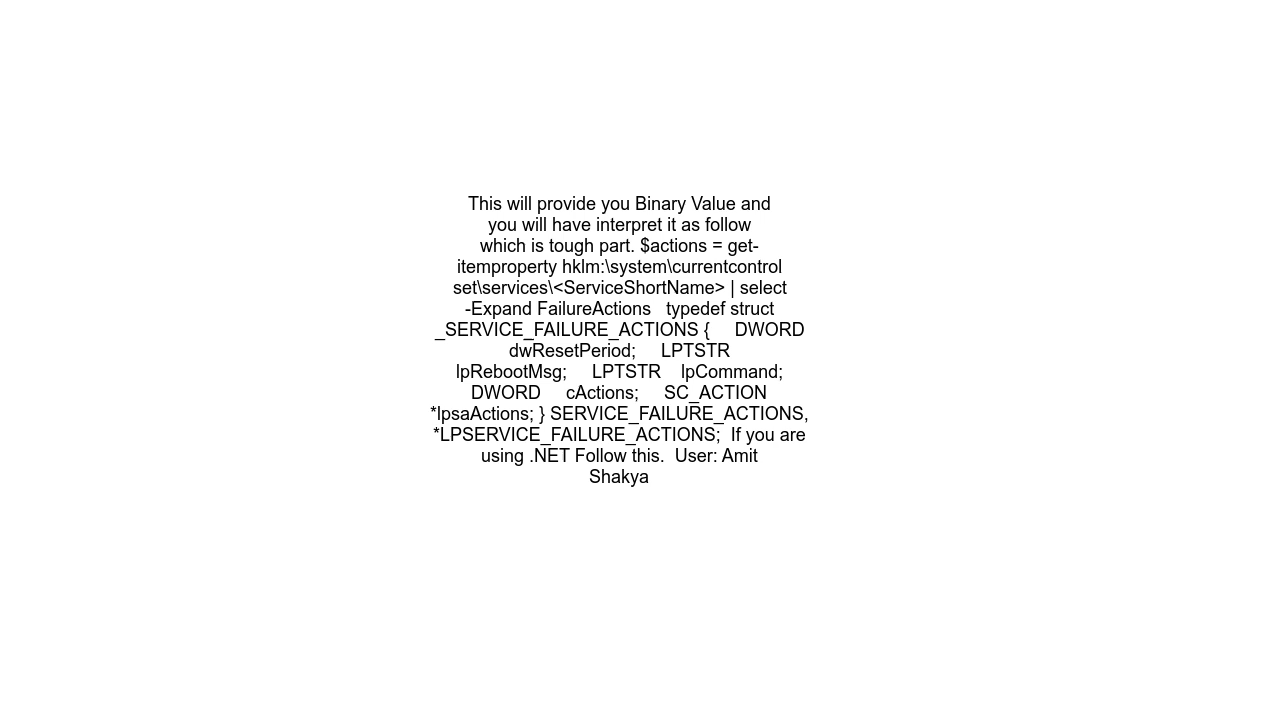 This will provide you Binary Value and
you will have interpret it as follow
which is tough part. $actions = get-
itemproperty hklm:\system\currentcontrol
set\services\<ServiceShortName> | select
-Expand FailureActions   typedef struct
_SERVICE_FAILURE_ACTIONS {     DWORD
dwResetPeriod;     LPTSTR
lpRebootMsg;     LPTSTR    lpCommand;
DWORD     cActions;     SC_ACTION
*lpsaActions; } SERVICE_FAILURE_ACTIONS,
*LPSERVICE_FAILURE_ACTIONS;  If you are
using .NET Follow this.  User: Amit
Shakya